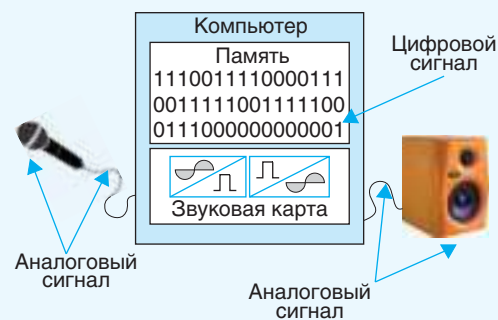 Компьютер
Память
1110011110000111
0011111001111100
0111000000000001
Звуковая карта
Цифровой
сигнал
Аналоговый
сигнал
Аналоговый
сигнал